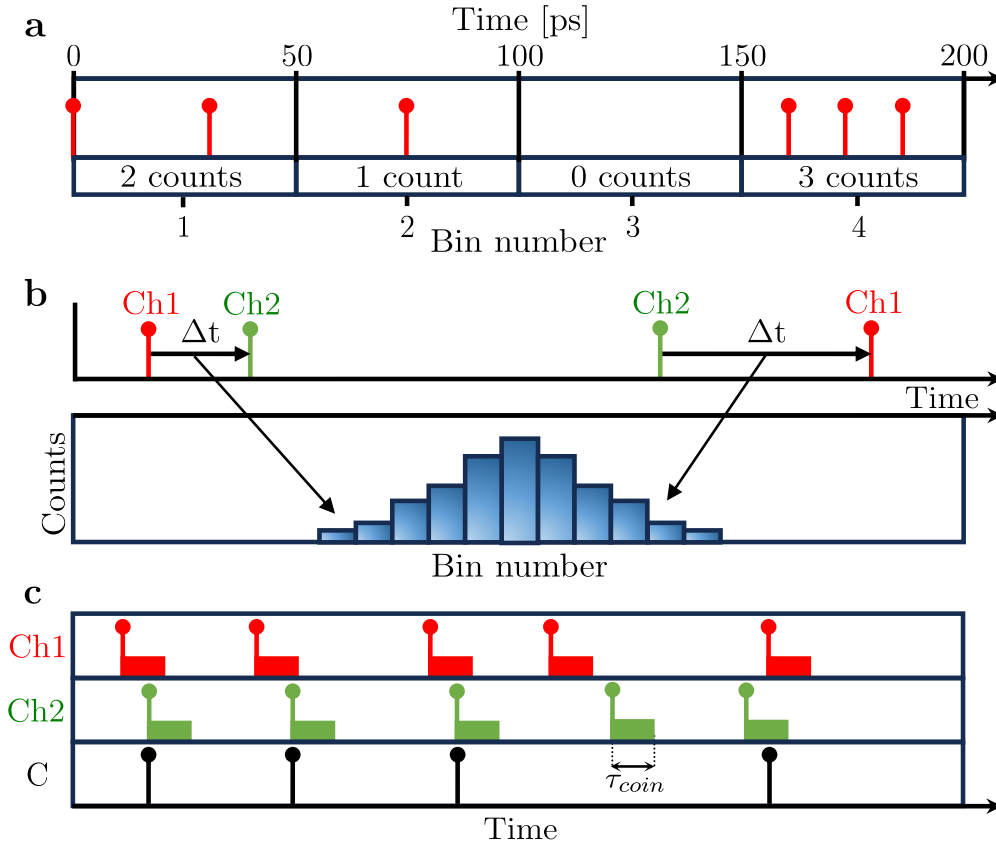 a
Time [ps]
0 50 100 150 200
2 counts 1 count 0 counts 3 counts
1 2 3 4
Bin number
b
Ch1 Ch2 Ch2 Ch1
Δt Δt
Time
Counts
Bin number
c
Ch1
Ch2
C
τcoin
Time